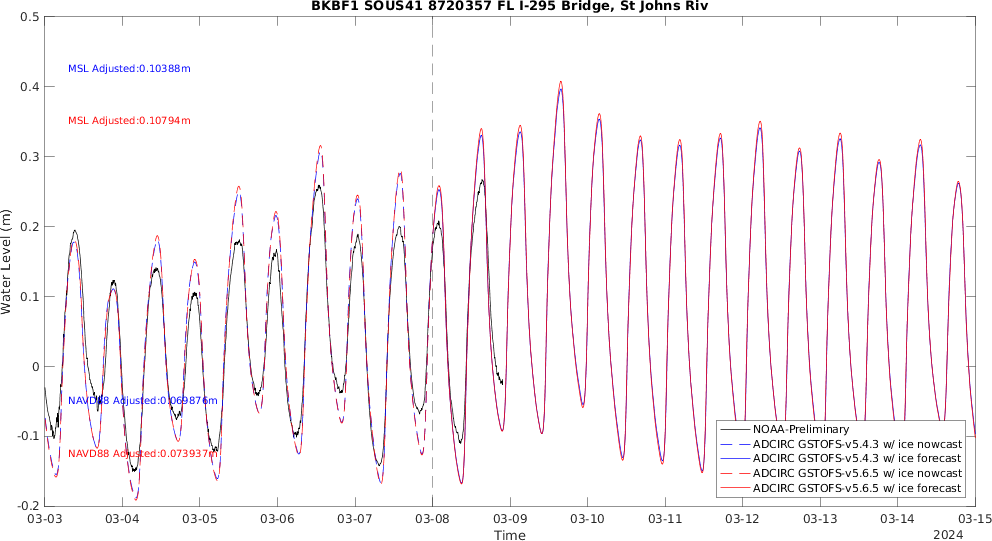 BKBF1 SOUS41 8720357 FL I-295 Bridge, St Johns Riv
0.5
0.4
0.3
0.2
0.1
0
-0.1
-0.2
Water Level (m)
MSL Adjusted:0.10388m
MSL Adjusted:0.10794m
NAVD88 Adjusted:0.069876m
NAVD88 Adjusted:0.073937m
NOAA-Preliminary
ADCIRC GSTOFS-v5.4.3 w/ ice nowcast
ADCIRC GSTOFS-v5.4.3 w/ ice forecast
ADCIRC GSTOFS-v5.6.5 w/ ice nowcast
ADCIRC GSTOFS-v5.6.5 w/ ice forecast
03-03 03-04 03-05 03-06 03-07 03-08 03-09 03-10 03-11 03-12 03-13 03-14 03-15
Time
2024